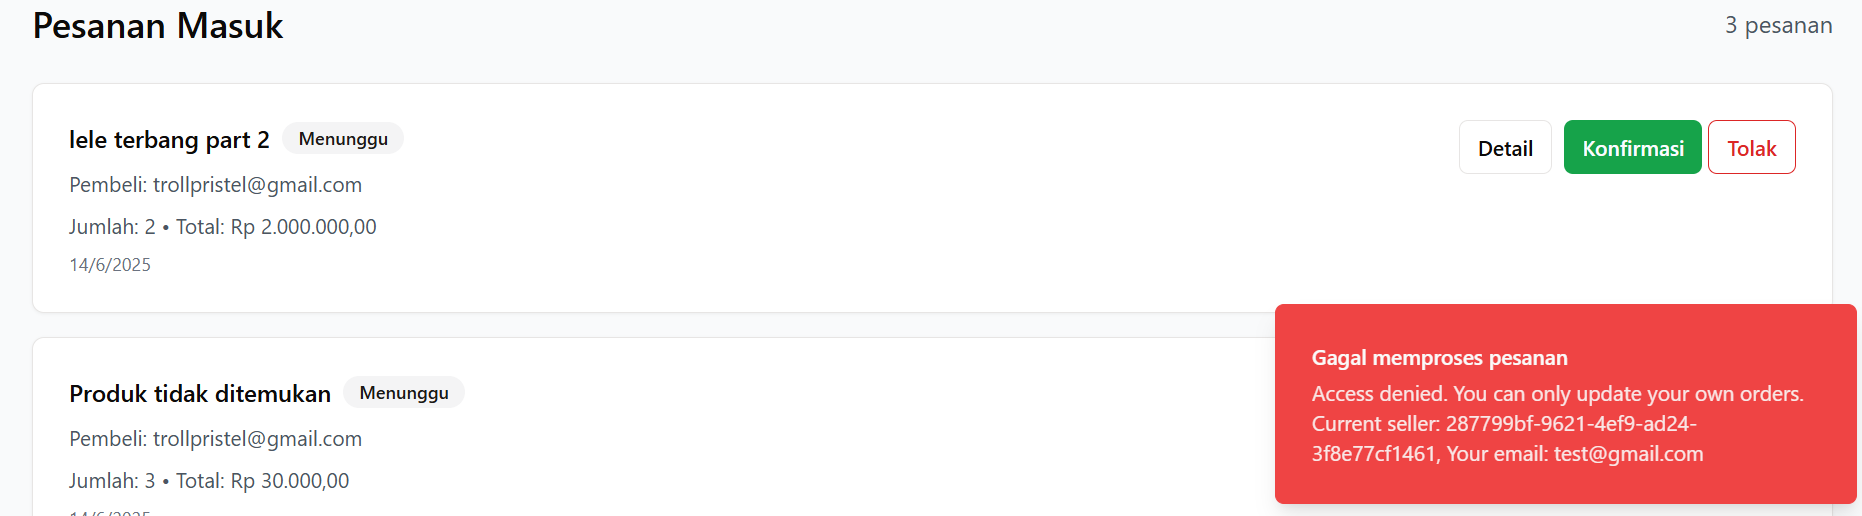 Pesanan Masuk
3 pesanan
lele terbang part 2
Menunggu
Detail
Konfirmasi
Tolak
Pembeli: trollpristel@gmail.com
Jumlah: 2 • Total: Rp 2.000.000,00
14/6/2025
Produk tidak ditemukan
Menunggu
Pembeli: trollpristel@gmail.com
Jumlah: 3 • Total: Rp 30.000,00
14/6/2025
Gagal memproses pesanan
Access denied. You can only update your own orders.
Current seller: 287799bf-9621-4ef9-ad24-
3f8e77cf1461, Your email: test@gmail.com